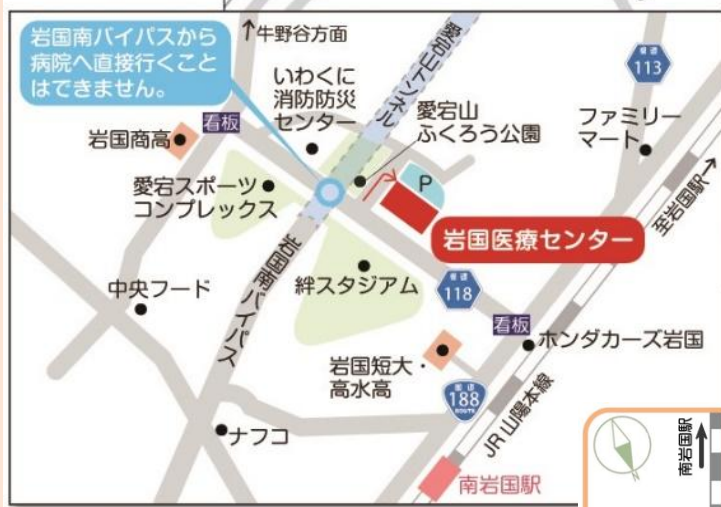 岩国南バイパスから
病院へ直接行くこと
はできません。
↑牛野谷方面
いわくに
消防防災
センター
愛宕山トンネル
愛宕山
ふくろう公園
県道
113
ファミリー
マート
至岩国駅→
看板
岩国商高
愛宕スポーツ
コンプレックス
P
岩国医療センター
岩国南バイパス
絆スタジアム
中央フード
県道
118
看板
ホンダカーズ岩国
岩国短大・
高水高
国道
188
ROUTE
JR山陽本線
ナフコ
南岩国駅
南岩国駅